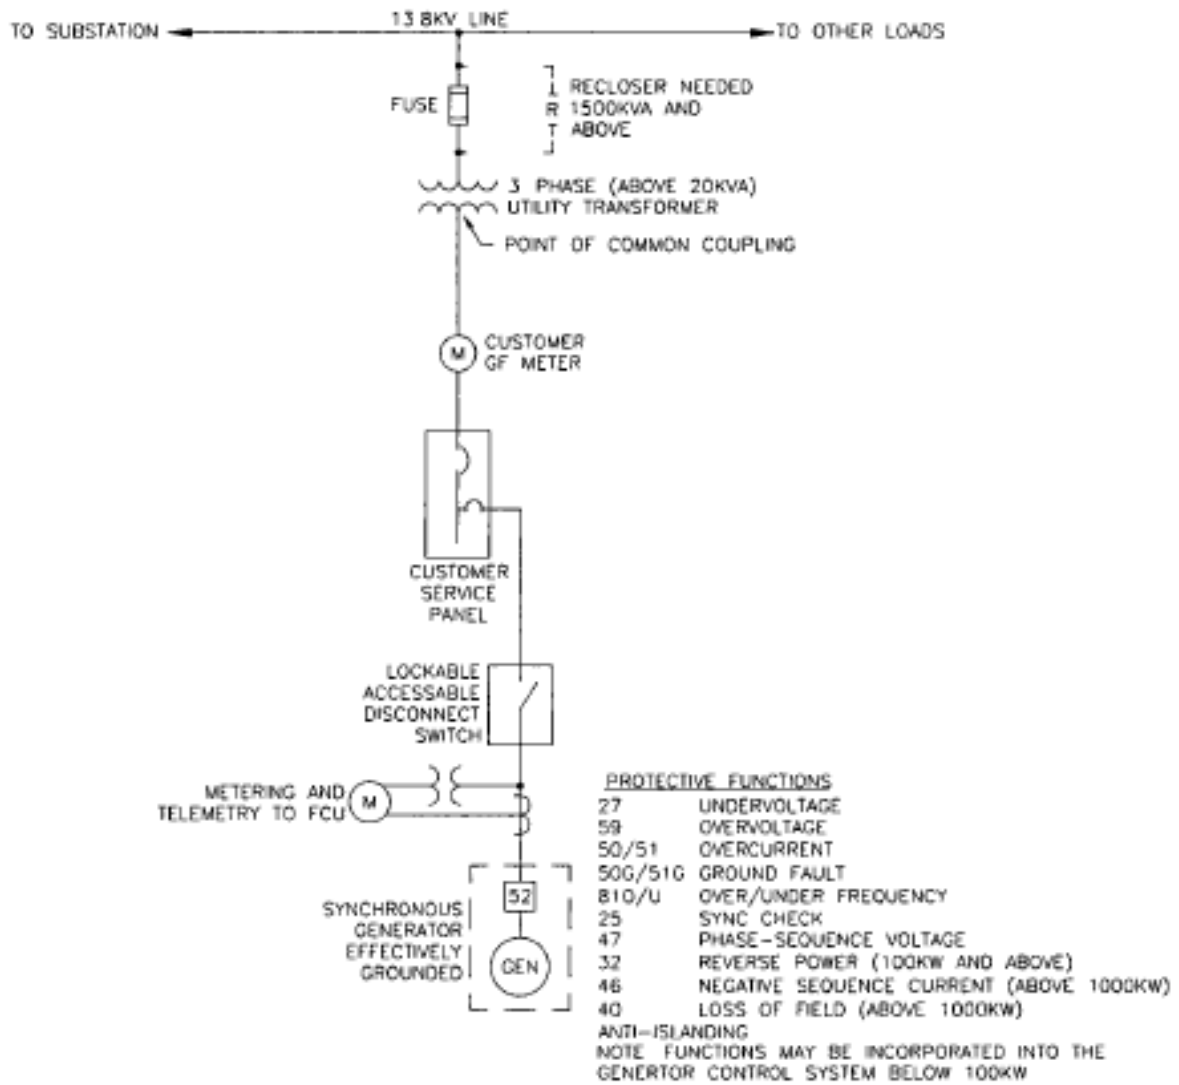 13 8KV LINE
TO SUBSTATION
TO OTHER LOADS
FUSE
I RECLOSER NEEDED
R 1500KVA AND
T ABOVE
3 PHASE (ABOVE 20KVA)
UTILITY TRANSFORMER
POINT OF COMMON COUPLING
M
CUSTOMER
GF METER
CUSTOMER
SERVICE
PANEL
LOCKABLE
ACCESSABLE
DISCONNECT
SWITCH
METERING AND
TELEMETRY TO FCU
M
52
SYNCHRONOUS
GENERATOR
EFFECTIVELY
GROUNDED
GEN
PROTECTIVE FUNCTIONS
27 UNDERVOLTAGE
59 OVERVOLTAGE
50/51 OVERCURRENT
50G/51G GROUND FAULT
81O/U OVER/UNDER FREQUENCY
25 SYNC CHECK
47 PHASE-SEQUENCE VOLTAGE
32 REVERSE POWER (100KW AND ABOVE)
46 NEGATIVE SEQUENCE CURRENT (ABOVE 1000KW)
40 LOSS OF FIELD (ABOVE 1000KW)
ANTI-ISLANDING
NOTE FUNCTIONS MAY BE INCORPORATED INTO THE
GENERTOR CONTROL SYSTEM BELOW 100KW